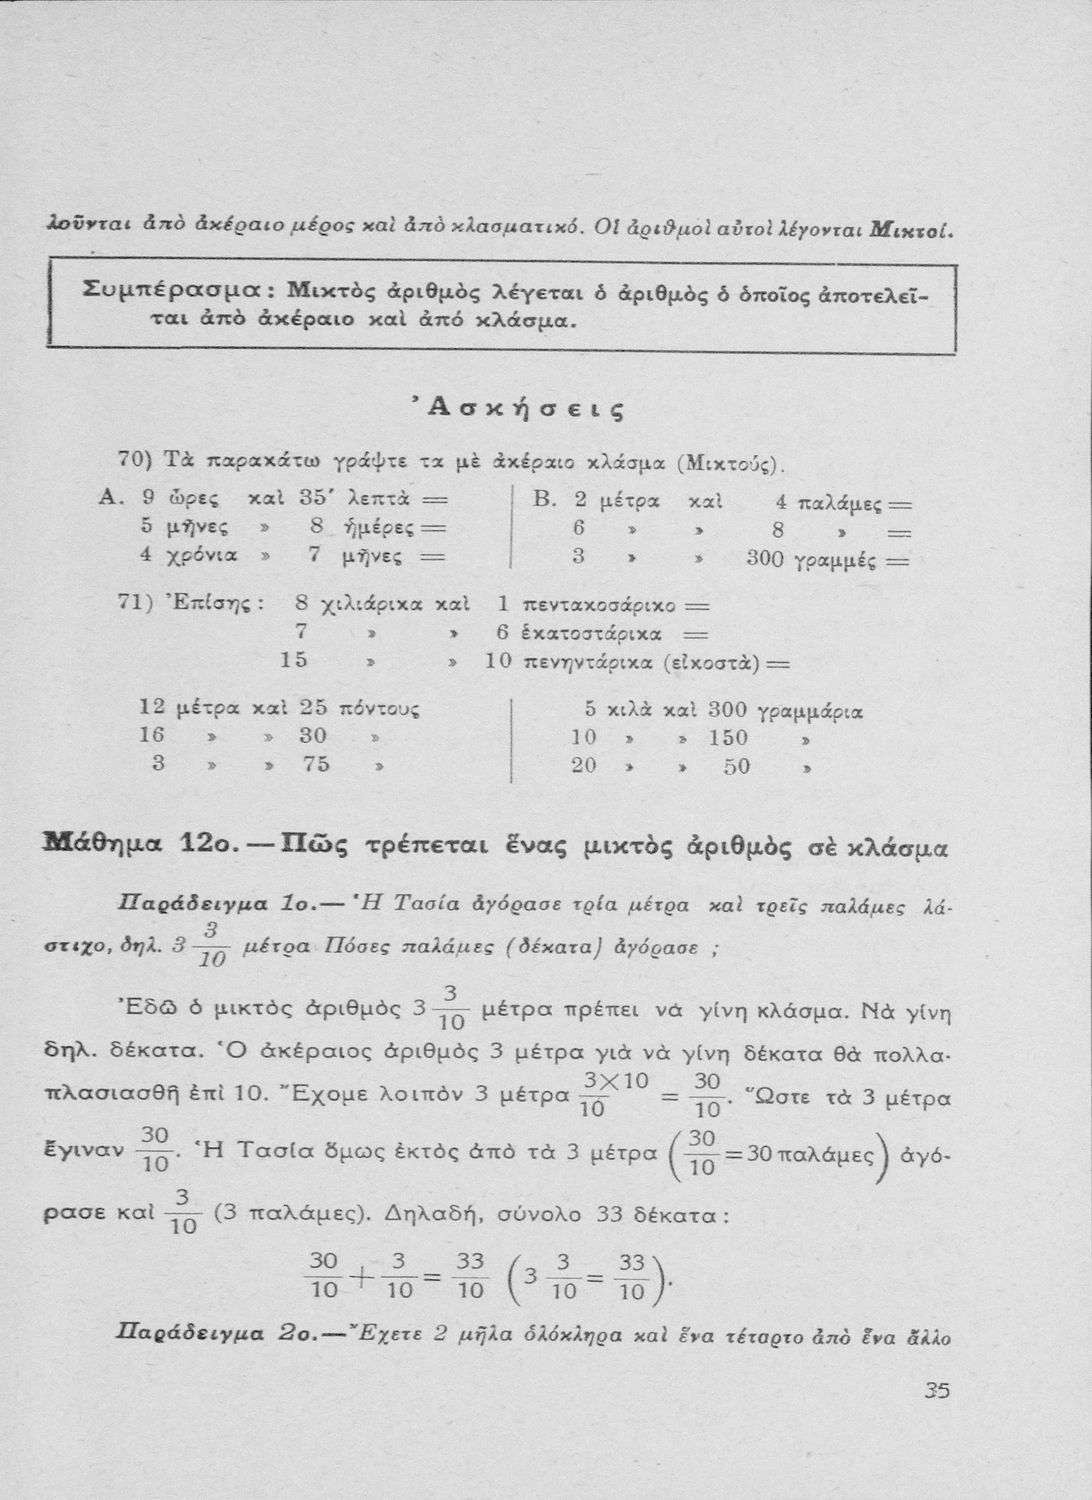 λοῦνται ἀπὸ ἀκέραιο μέρος καὶ ἀπὸ κλασματικό. Οἱ ἀριθμοὶ αὐτοὶ λέγονται Μικτοί.
Συμπέρασμα: Μικτὸς ἀριθμὸς λέγεται ὁ ἀριθμὸς ὁ ὁποῖος ἀποτελεῖ-
ται ἀπὸ ἀκέραιο καὶ ἀπό κλάσμα.
Ἀσκήσεις
70) Τὰ παρακάτω γράψτε τα μὲ ἀκέραιο κλάσμα (Μικτούς).
Α. 9 ὧρες καὶ 35′ λεπτὰ =
5 μῆνες » 8 ἡμέρες =
4 χρόνια » 7 μῆνες =
Β. 2 μέτρα καὶ 4 παλάμες =
6 » » 8 » =
3 » » 300 γραμμές =
71) Ἐπίσης: 8 χιλιάρικα καὶ 1 πεντακοσάρικο =
7 » » 6 ἑκατοστάρικα =
15 » » 10 πενηντάρικα (εἰκοστὰ) =
12 μέτρα καὶ 25 πόντους
16 » » 30 »
3 » » 75 »
5 κιλὰ καὶ 300 γραμμάρια
10 » » 150 »
20 » » 50 »
Μάθημα 12ο. — Πῶς τρέπεται ἕνας μικτὸς ἀριθμὸς σὲ κλάσμα
Παράδειγμα 1ο.— Ἡ Τασία ἀγόρασε τρία μέτρα καὶ τρεῖς παλάμες λά-
στιχο, δηλ. 3 3/10 μέτρα Πόσες παλάμες (δέκατα) ἀγόρασε ;
Ἐδῶ ὁ μικτὸς ἀριθμὸς 3 3/10 μέτρα πρέπει νὰ γίνη κλάσμα. Νὰ γίνη
δηλ. δέκατα. Ὁ ἀκέραιος ἀριθμὸς 3 μέτρα γιὰ νὰ γίνη δέκατα θὰ πολλα-
πλασιασθῆ ἐπὶ 10. Ἔχομε λοιπὸν 3 μέτρα 3×10/10 = 30/10. Ὥστε τὰ 3 μέτρα
ἔγιναν 30/10. Ἡ Τασία ὅμως ἐκτὸς ἀπὸ τὰ 3 μέτρα (30/10 = 30 παλάμες) ἀγό-
ρασε καὶ 3/10 (3 παλάμες). Δηλαδή, σύνολο 33 δέκατα:
30/10 + 3/10 = 33/10 (3 3/10 = 33/10).
Παράδειγμα 2ο.— Ἔχετε 2 μῆλα ὁλόκληρα καὶ ἕνα τέταρτο ἀπὸ ἕνα ἄλλο
35